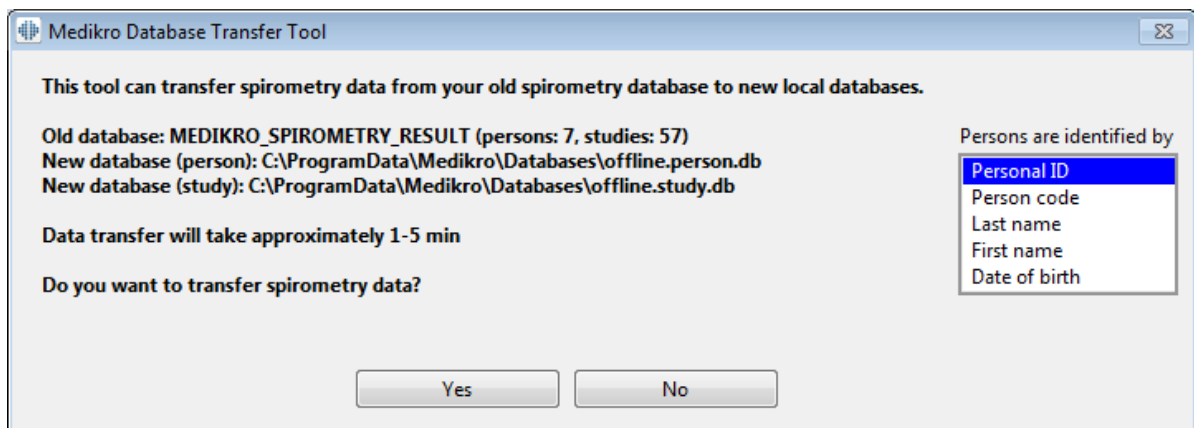 Medikro Database Transfer Tool
This tool can transfer spirometry data from your old spirometry database to new local databases.
Old database: MEDIKRO_SPIROMETRY_RESULT (persons: 7, studies: 57)
New database (person): C:\ProgramData\Medikro\Databases\offline.person.db
New database (study): C:\ProgramData\Medikro\Databases\offline.study.db
Data transfer will take approximately 1-5 min
Do you want to transfer spirometry data?
Persons are identified by
Personal ID
Person code
Last name
First name
Date of birth
Yes
No